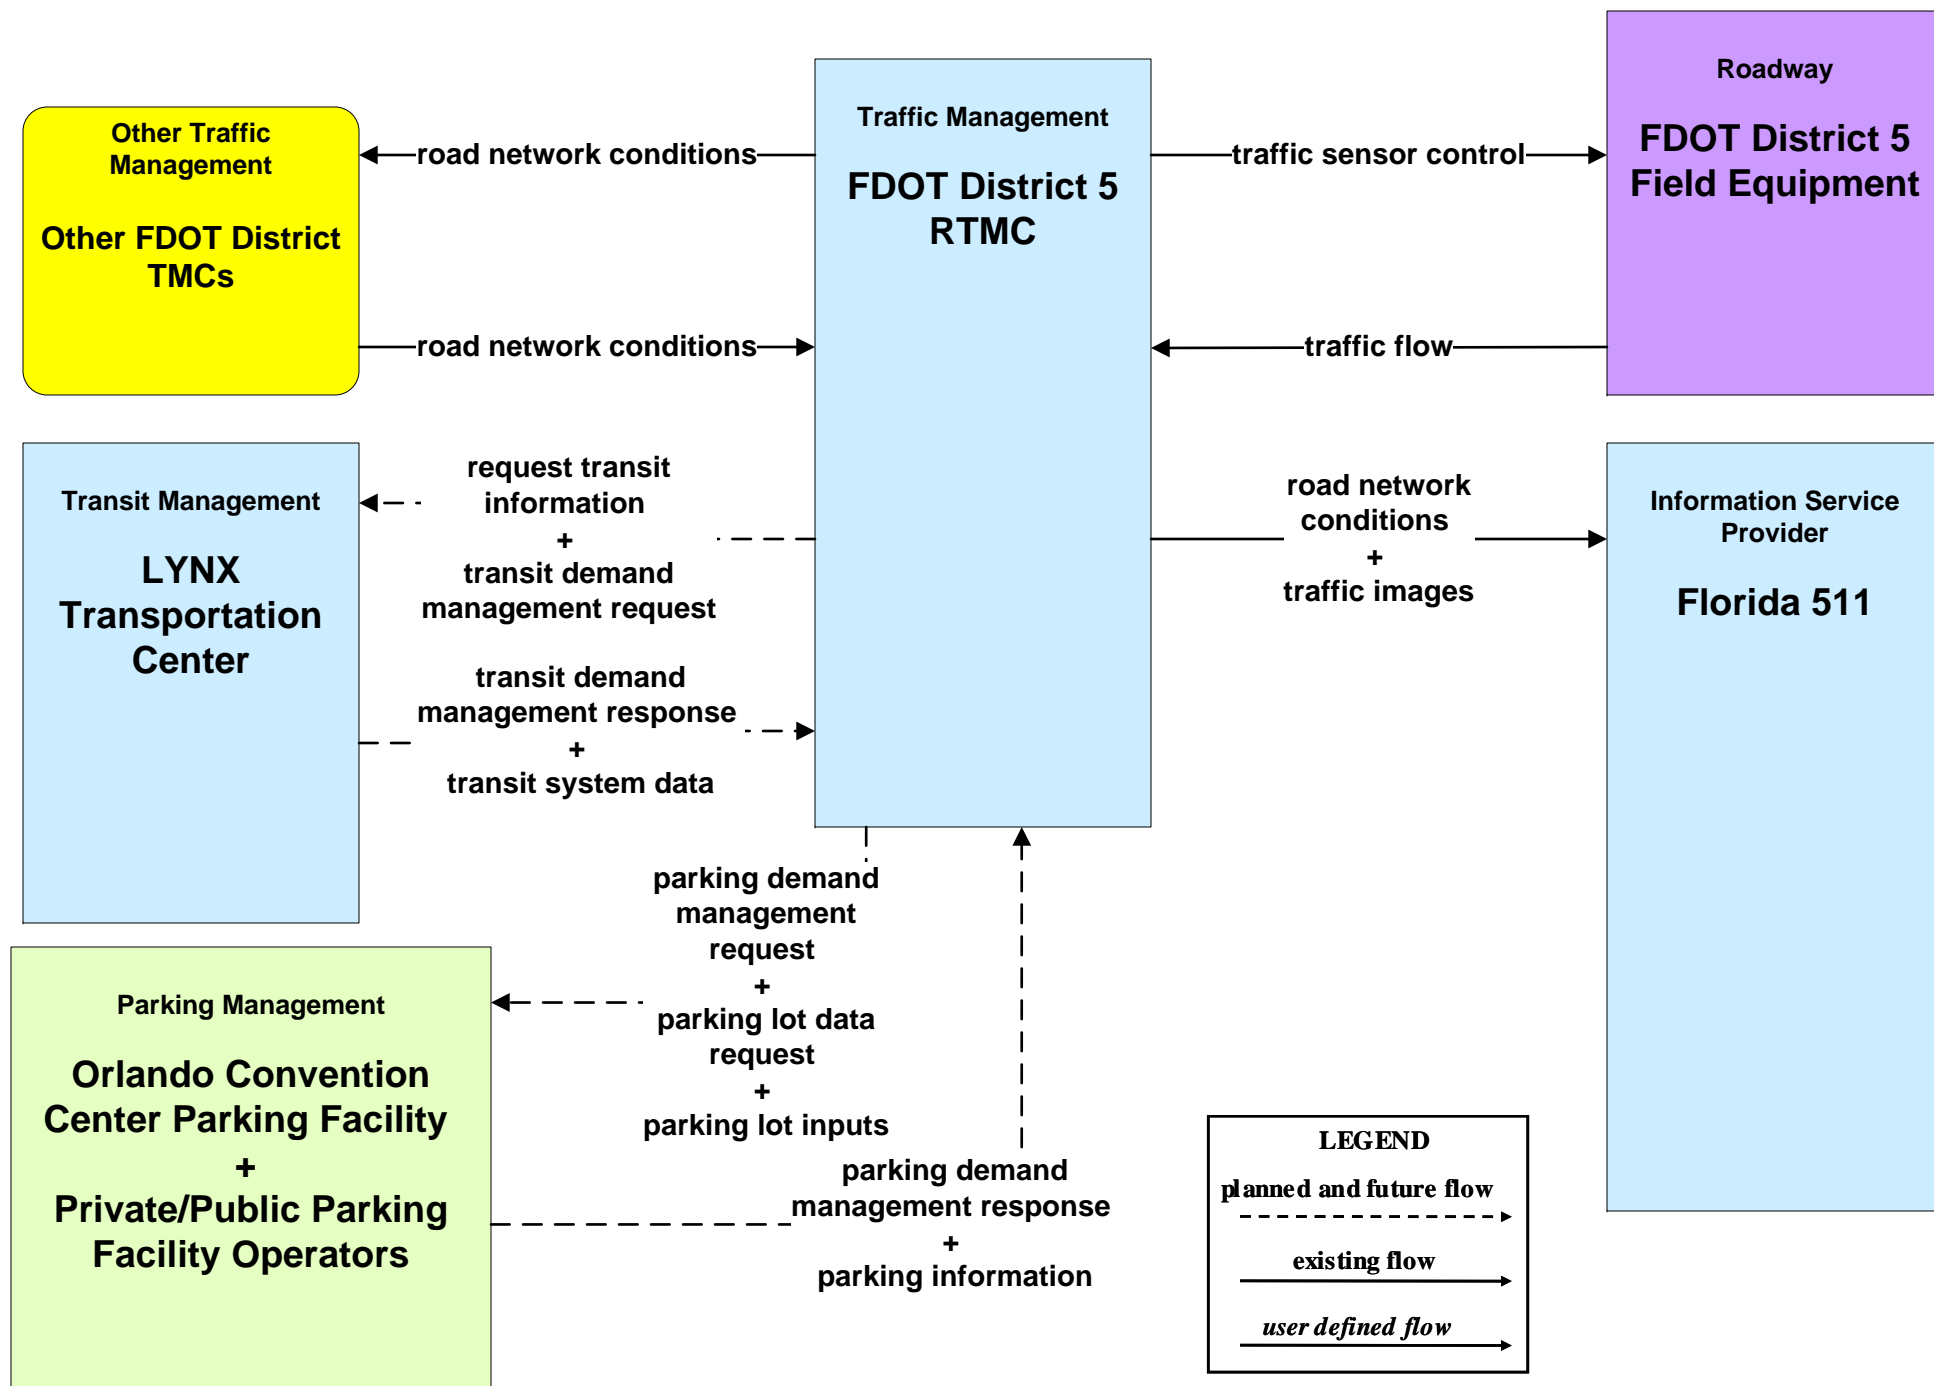 Other Traffic
Management
Other FDOT District
TMCs
road network conditions
road network conditions
Traffic Management
FDOT District 5
RTMC
traffic sensor control
traffic flow
Roadway
FDOT District 5
Field Equipment
Transit Management
LYNX
Transportation
Center
request transit
information
+
transit demand
management request
transit demand
management response
+
transit system data
road network
conditions
+
traffic images
Information Service
Provider
Florida 511
Parking Management
Orlando Convention
Center Parking Facility
+
Private/Public Parking
Facility Operators
parking demand
management
request
+
parking lot data
request
+
parking lot inputs
parking demand
management response
+
parking information
LEGEND
planned and future flow
existing flow
user defined flow